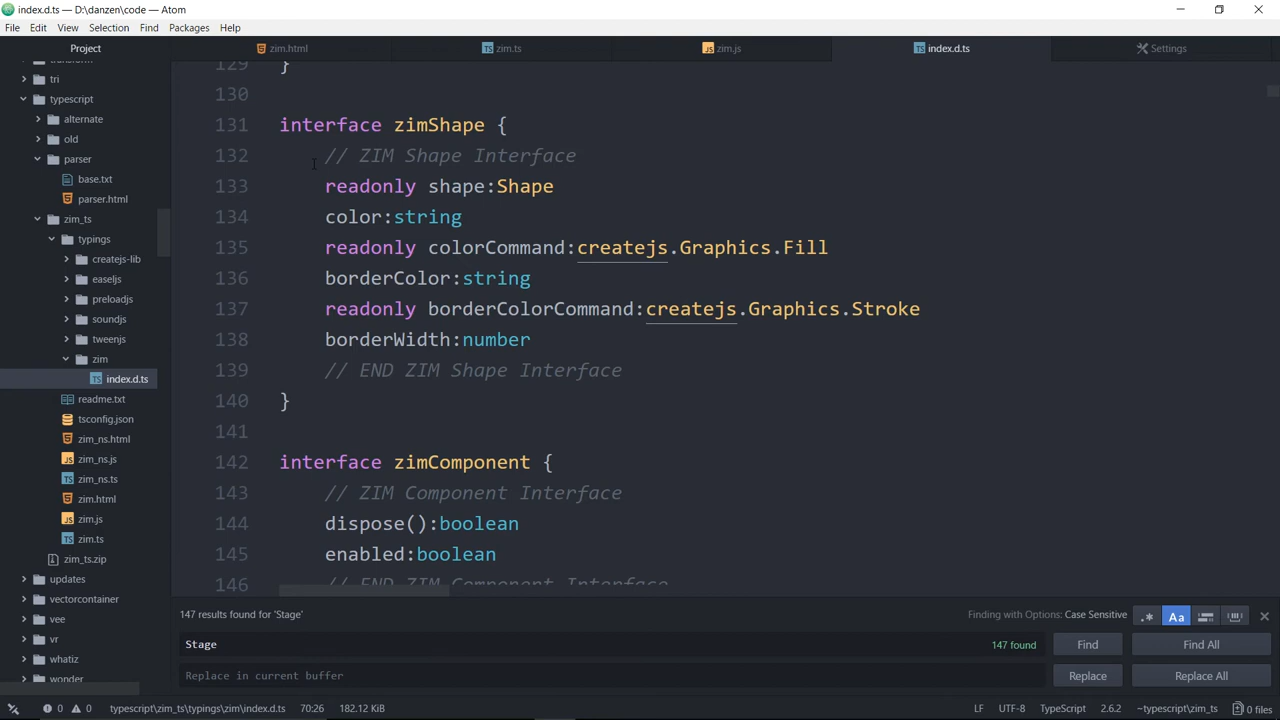 index.d.ts — D:\danzen\code — Atom
File Edit View Selection Find Packages Help
Project
zim.html
zim.ts
zim.js
index.d.ts
Settings
transform
tri
typescript
alternate
old
parser
base.txt
parser.html
zim_ts
typings
createjs-lib
easeljs
preloadjs
soundjs
tweenjs
zim
index.d.ts
readme.txt
tsconfig.json
zim_ns.html
zim_ns.js
zim_ns.ts
zim.html
zim.js
zim.ts
zim_ts.zip
updates
vectorcontainer
vee
vr
whatiz
wonder
129 }
130
131 interface zimShape {
132 // ZIM Shape Interface
133 readonly shape:Shape
134 color:string
135 readonly colorCommand:createjs.Graphics.Fill
136 borderColor:string
137 readonly borderColorCommand:createjs.Graphics.Stroke
138 borderWidth:number
139 // END ZIM Shape Interface
140 }
141
142 interface zimComponent {
143 // ZIM Component Interface
144 dispose():boolean
145 enabled:boolean
146 // END ZIM Component Interface
147 results found for 'Stage'
Finding with Options: Case Sensitive
.* Aa
Stage 147 found
Find Find All
Replace in current buffer
Replace Replace All
0 0 typescript\zim_ts\typings\zim\index.d.ts 70:26 182.12 KiB LF UTF-8 TypeScript 2.6.2 ~typescript\zim_ts 0 files